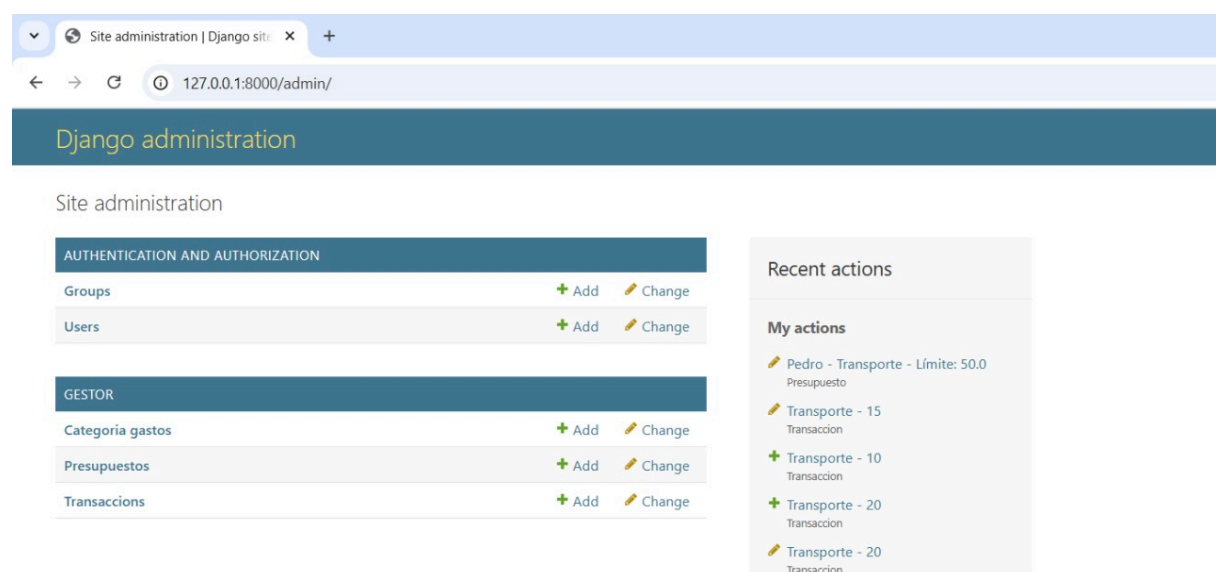 Site administration | Django site
127.0.0.1:8000/admin/
Django administration
Site administration
AUTHENTICATION AND AUTHORIZATION
Groups + Add Change
Users + Add Change
GESTOR
Categoria gastos + Add Change
Presupuestos + Add Change
Transaccions + Add Change
Recent actions
My actions
Pedro - Transporte - Límite: 50.0
Presupuesto
Transporte - 15
Transaccion
+ Transporte - 10
Transaccion
+ Transporte - 20
Transaccion
Transporte - 20
Transaccion